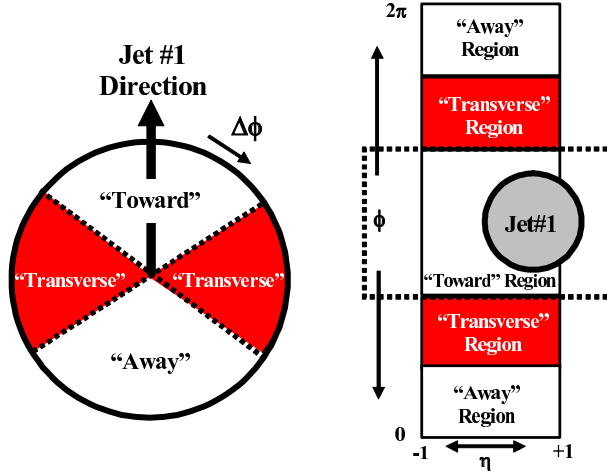 Jet #1
Direction
Δϕ
“Toward”
“Transverse”
“Transverse”
“Away”
2π
“Away”
Region
“Transverse”
Region
ϕ
Jet#1
“Toward” Region
“Transverse”
Region
“Away”
Region
0
-1
η
+1